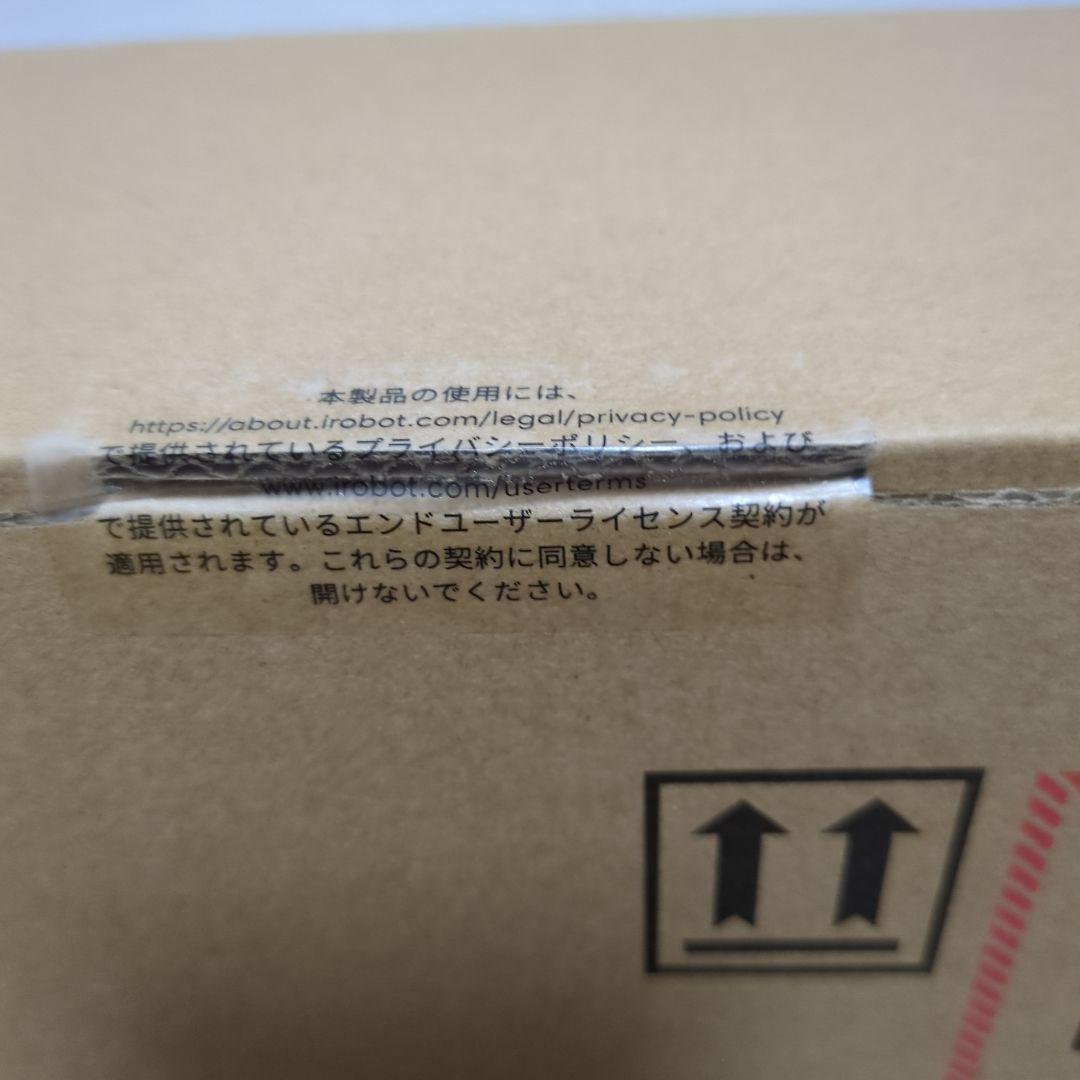 本製品の使用には、
https://about.irobot.com/legal/privacy-policy
で提供されているプライバシーポリシー、および
www.irobot.com/userterms
で提供されているエンドユーザーライセンス契約が
適用されます。これらの契約に同意しない場合は、
開けないでください。